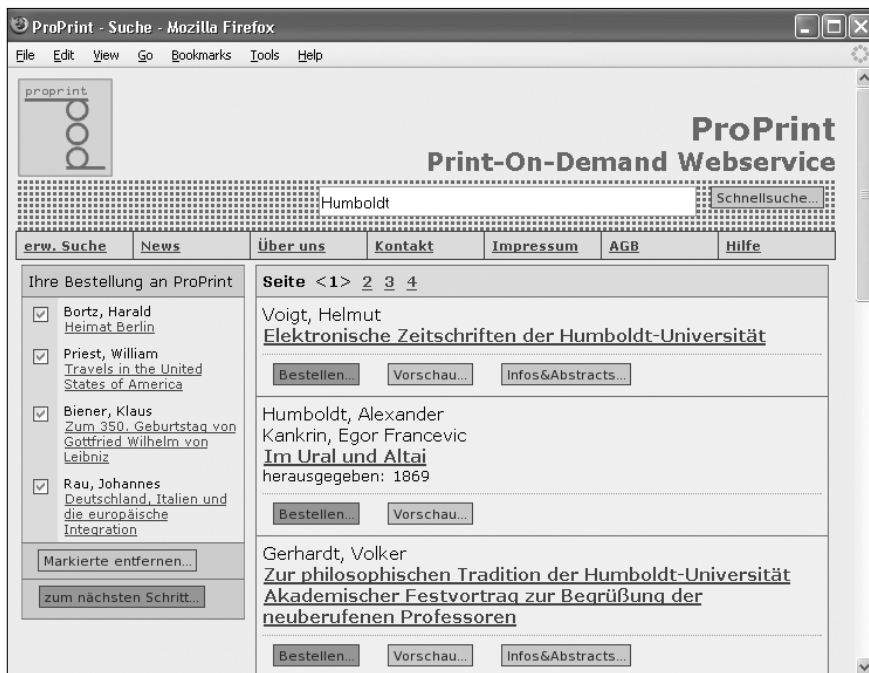 ProPrint - Suche - Mozilla Firefox
File Edit View Go Bookmarks Tools Help
proprint
ProPrint
Print-On-Demand Webservice
Humboldt
Schnellsuche...
erw. Suche News Über uns Kontakt Impressum AGB Hilfe
Ihre Bestellung an ProPrint
Bortz, Harald
Heimat Berlin
Priest, William
Travels in the United
States of America
Biener, Klaus
Zum 350. Geburtstag von
Gottfried Wilhelm von
Leibniz
Rau, Johannes
Deutschland, Italien und
die europäische
Integration
Markierte entfernen...
zum nächsten Schritt...
Seite <1> 2 3 4
Voigt, Helmut
Elektronische Zeitschriften der Humboldt-Universität
Bestellen... Vorschau... Infos&Abstracts...
Humboldt, Alexander
Kankrin, Egor Francevic
Im Ural und Altai
herausgegeben: 1869
Bestellen... Vorschau...
Gerhardt, Volker
Zur philosophischen Tradition der Humboldt-Universität
Akademischer Festvortrag zur Begrüßung der
neuberufenen Professoren
Bestellen... Vorschau... Infos&Abstracts...